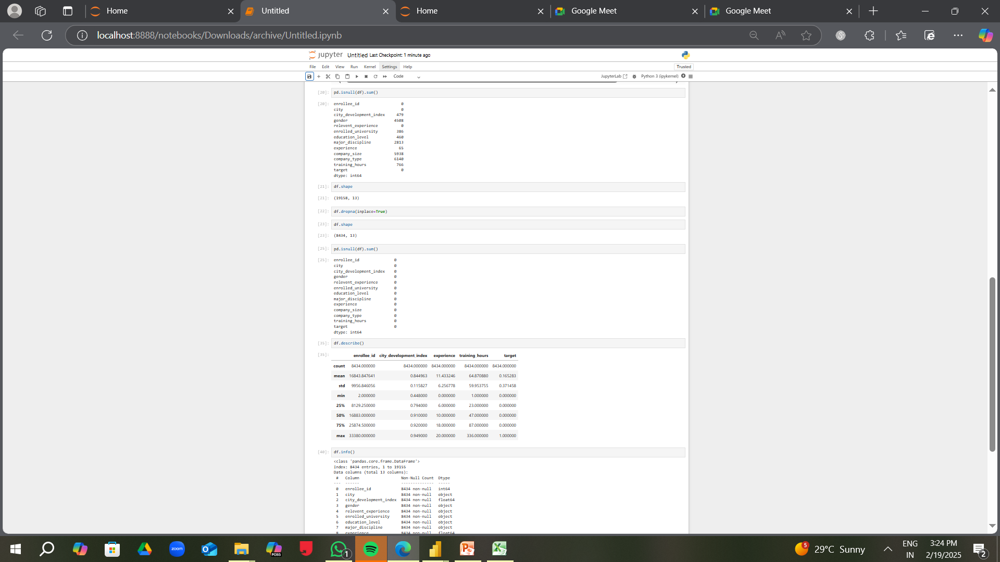 Home
Untitled
Home
Google Meet
Google Meet
localhost:8888/notebooks/Downloads/archive/Untitled.ipynb
jupyter Untitled Last Checkpoint: 1 minute ago
File Edit View Run Kernel Settings Help
Trusted
Code
JupyterLab
Python 3 (ipykernel)
[20]: pd.isnull(df).sum()
[20]: enrollee_id 0
city 0
city_development_index 479
gender 4508
relevent_experience 0
enrolled_university 386
education_level 460
major_discipline 2813
experience 65
company_size 5938
company_type 6140
training_hours 766
target 0
dtype: int64
[21]: df.shape
[21]: (19158, 13)
[22]: df.dropna(inplace=True)
[23]: df.shape
[23]: (8434, 13)
[25]: pd.isnull(df).sum()
[25]: enrollee_id 0
city 0
city_development_index 0
gender 0
relevent_experience 0
enrolled_university 0
education_level 0
major_discipline 0
experience 0
company_size 0
company_type 0
training_hours 0
target 0
dtype: int64
[35]: df.describe()
[35]: enrollee_id city_development_index experience training_hours target
count 8434.000000 8434.000000 8434.000000 8434.000000 8434.000000
mean 16843.847641 0.844963 11.433246 64.870880 0.165283
std 9956.846056 0.115827 6.256778 59.953755 0.371458
min 2.000000 0.448000 0.000000 1.000000 0.000000
25% 8129.250000 0.794000 6.000000 23.000000 0.000000
50% 16883.000000 0.910000 10.000000 47.000000 0.000000
75% 25874.500000 0.920000 18.000000 87.000000 0.000000
max 33380.000000 0.949000 20.000000 336.000000 1.000000
[40]: df.info()
<class 'pandas.core.frame.DataFrame'>
Index: 8434 entries, 1 to 19155
Data columns (total 13 columns):
# Column Non-Null Count Dtype
--- ------ -------------- -----
0 enrollee_id 8434 non-null int64
1 city 8434 non-null object
2 city_development_index 8434 non-null float64
3 gender 8434 non-null object
4 relevent_experience 8434 non-null object
5 enrolled_university 8434 non-null object
6 education_level 8434 non-null object
7 major_discipline 8434 non-null object
8 experience 8434 non-null float64
zoom
M365
1
5
29°C Sunny
ENG
IN
3:24 PM
2/19/2025
2